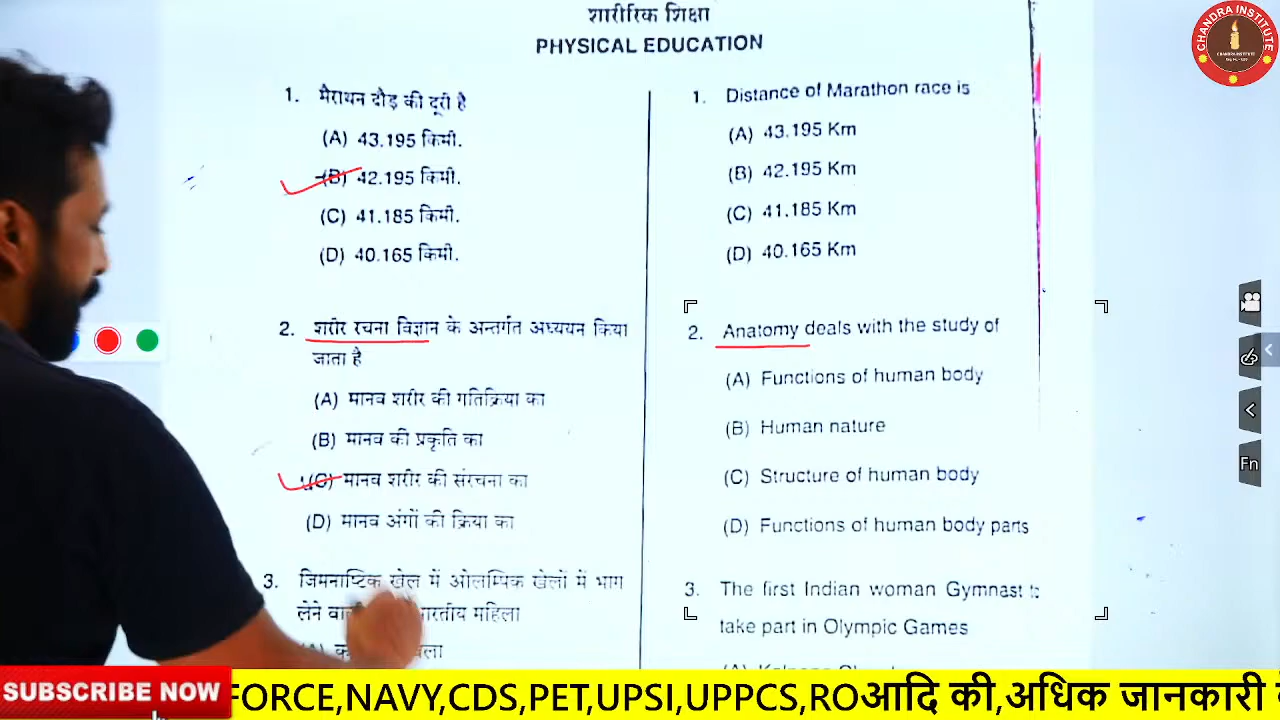 शारीरिक शिक्षा
PHYSICAL EDUCATION
1. मैराथन दौड़ की दूरी है
(A) 43.195 किमी.
(B) 42.195 किमी.
(C) 41.185 किमी.
(D) 40.165 किमी.
2. शरीर रचना विज्ञान के अन्तर्गत अध्ययन किया
जाता है
(A) मानव शरीर की गतिक्रिया का
(B) मानव की प्रकृति का
(C) मानव शरीर की संरचना का
(D) मानव अंगों की क्रिया का
3. जिमनाष्टिक खेल में ओलम्पिक खेलों में भाग
लेने भारतीय महिला
1. Distance of Marathon race is
(A) 43.195 Km
(B) 42.195 Km
(C) 41.185 Km
(D) 40.165 Km
2. Anatomy deals with the study of
(A) Functions of human body
(B) Human nature
(C) Structure of human body
(D) Functions of human body parts
3. The first Indian woman Gymnast
take part in Olympic Games
CHANDRA INSTITUTE
CHANDRA INSTITUTE
Fn
SUBSCRIBE NOW
FORCE,NAVY,CDS,PET,UPSI,UPPCS,ROआदि की,अधिक जानकारी